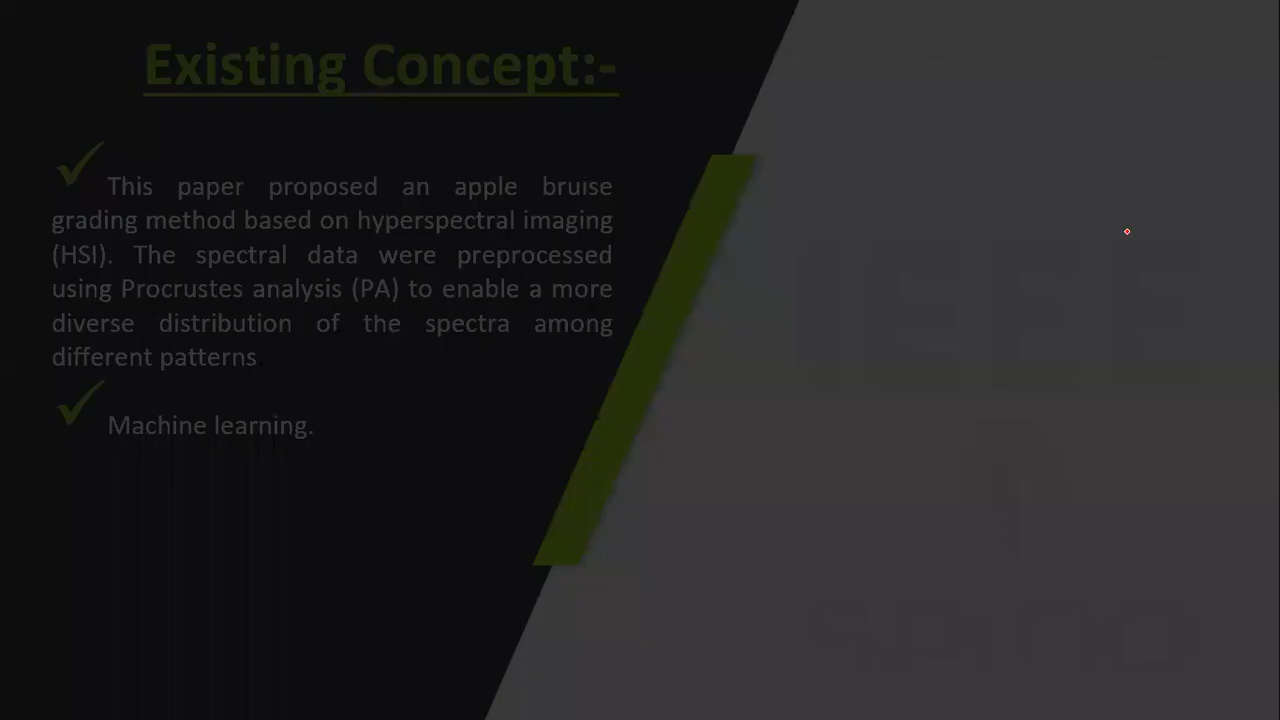 Existing Concept:-
This paper proposed an apple bruise
grading method based on hyperspectral imaging
(HSI). The spectral data were preprocessed
using Procrustes analysis (PA) to enable a more
diverse distribution of the spectra among
different patterns.
Machine learning.